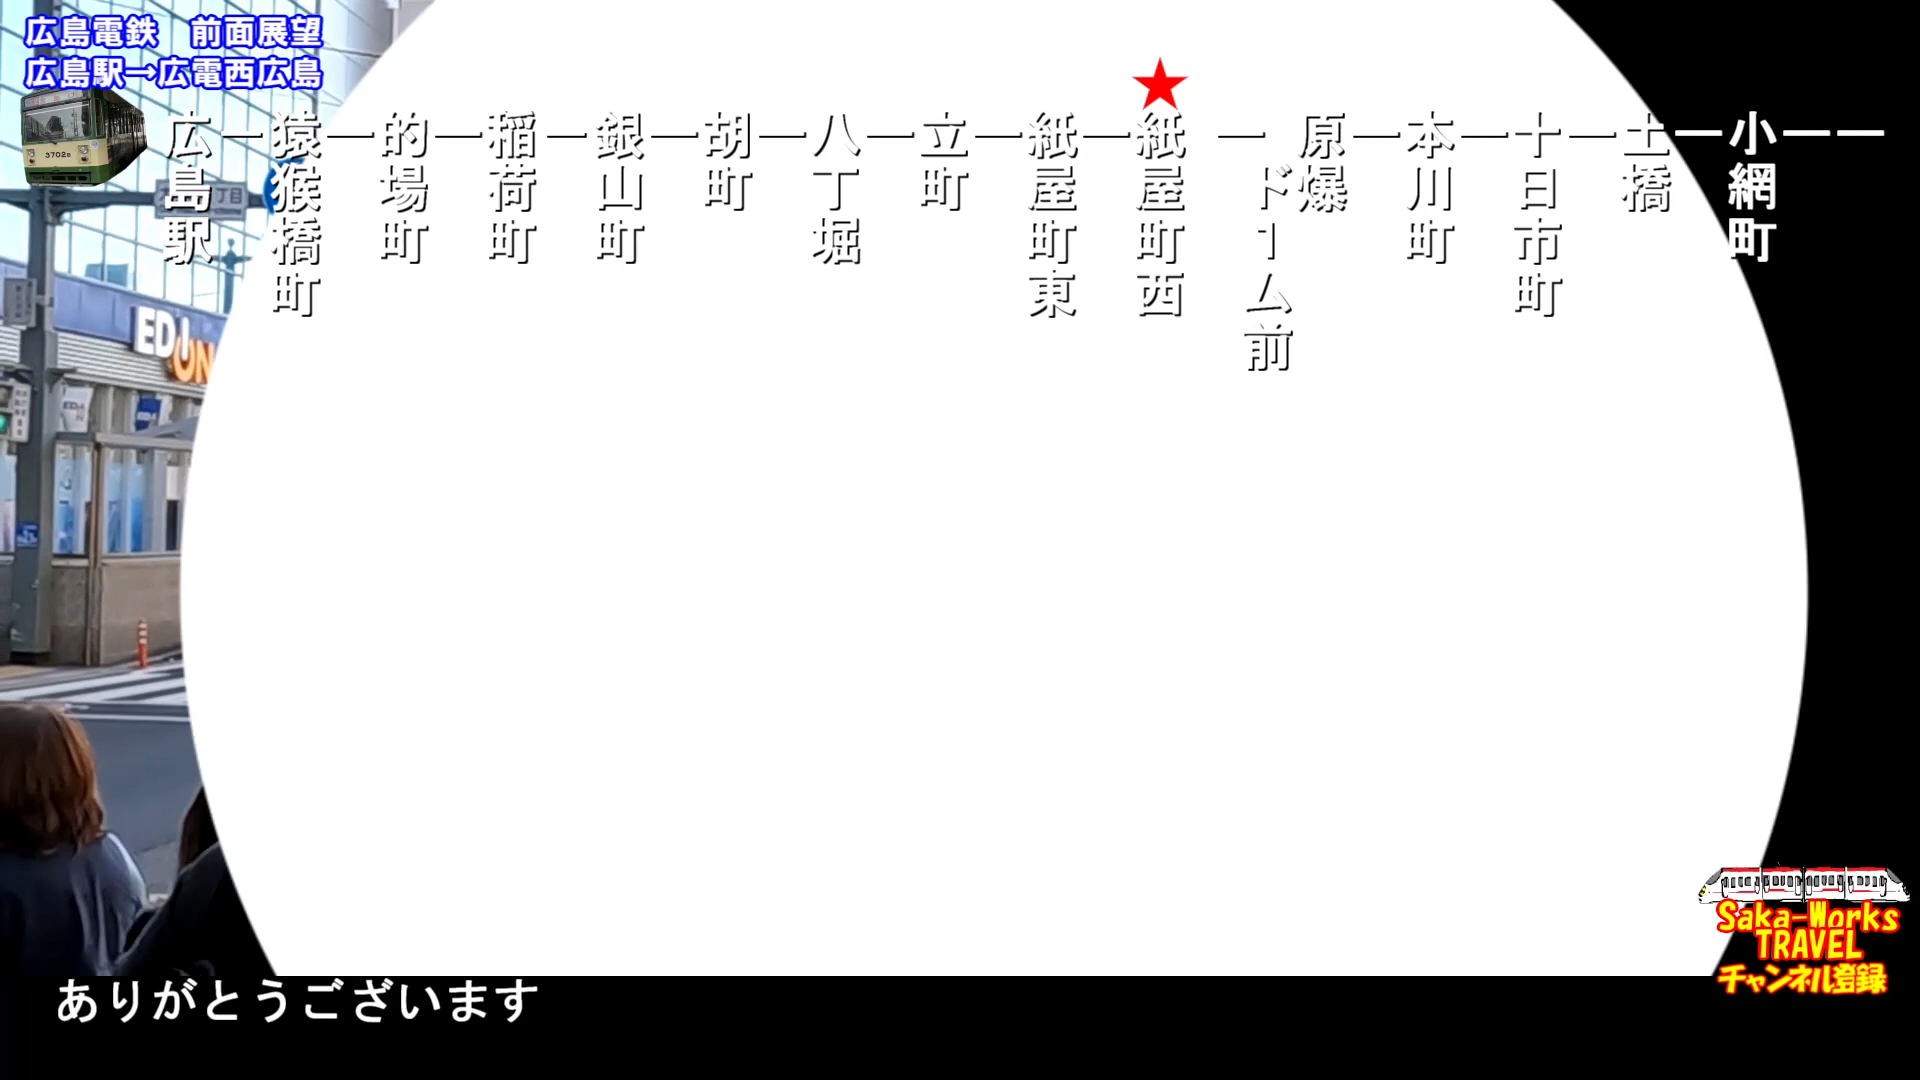 広島電鉄　前面展望
広島駅→広電西広島
3702B
★
広島駅ー猿猴橋町ー的場町ー稲荷町ー銀山町ー胡町ー八丁堀ー立町ー紙屋町東ー紙屋町西ー原爆ドーム前ー本川町ー十日市町ー土橋ー小網町ーー
丁目
EDION
Saka-Works
TRAVEL
チャンネル登録
ありがとうございます